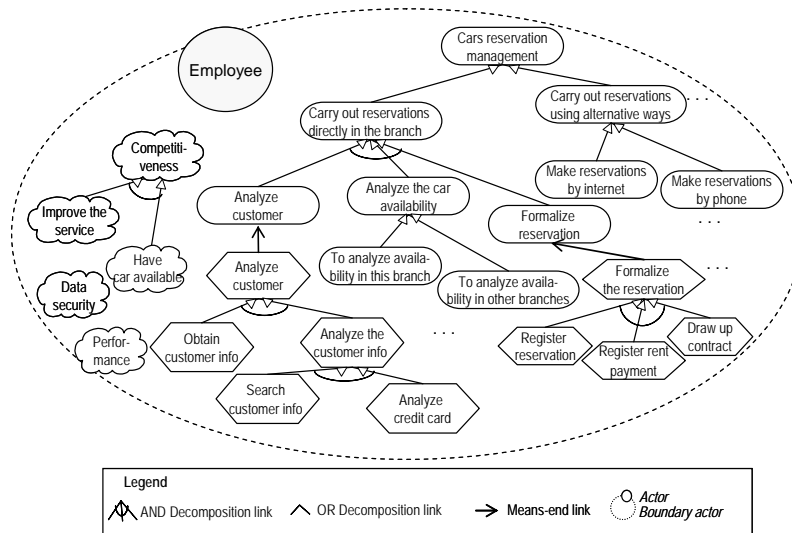 Cars reservation
management
Employee
Carry out reservations
directly in the branch
Carry out reservations
using alternative ways
. . .
Competiti-
veness
Make reservations
by internet
Make reservations
by phone
Improve the
service
Analyze
customer
Analyze the car
availability
Formalize
reservation
. . .
Have
car available
Analyze
customer
To analyze availa-
bility in this branch
To analyze availa-
bility in other branches
Formalize
the reservation
. . .
Data
security
Perfor-
mance
Obtain
customer info
Analyze the
customer info
. . .
Register
reservation
Register rent
payment
Draw up
contract
Search
customer info
Analyze
credit card
Legend
AND Decomposition link
OR Decomposition link
Means-end link
Actor
Boundary actor